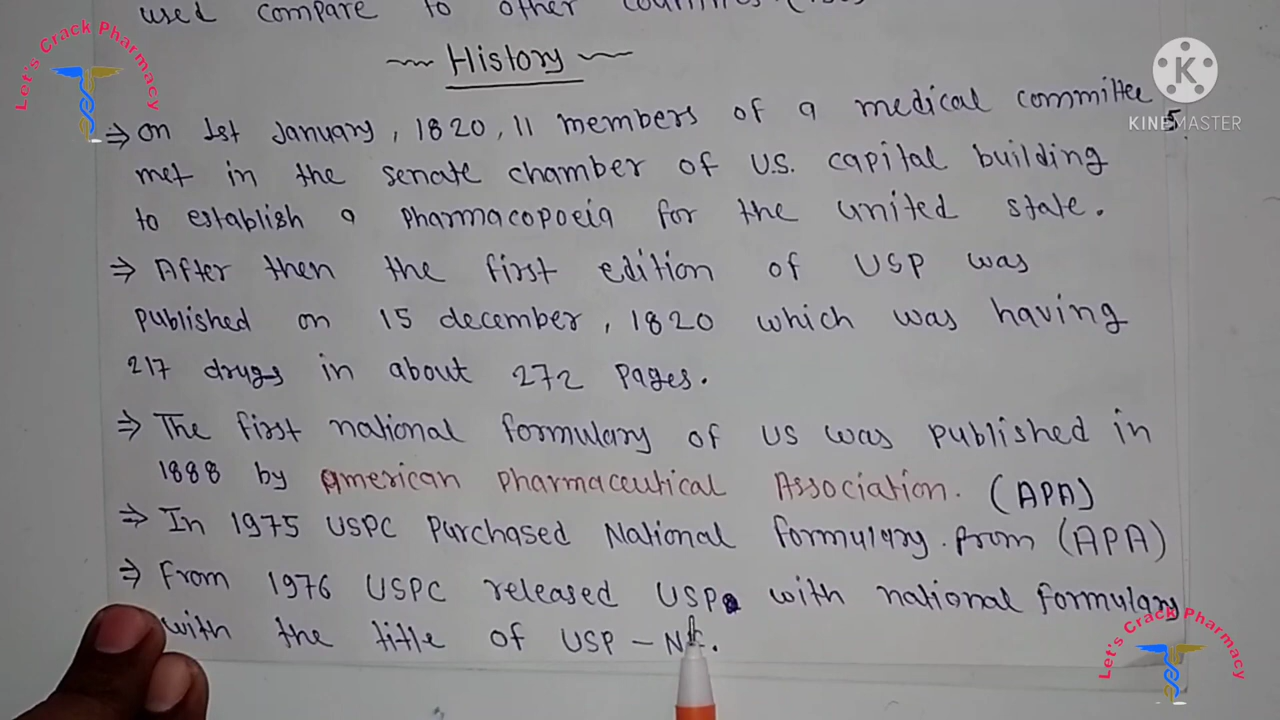 used compare to other
~ History ~
Let's Crack Pharmacy
KINEMASTER
⇒ On 1st January, 1820, 11 members of a medical committee
met in the senate chamber of U.S. capital building
to establish a Pharmacopoeia for the united state.
⇒ After then the first edition of USP was
published on 15 december, 1820 which was having
217 drugs in about 272 Pages.
⇒ The first national formulary of US was published in
1888 by American Pharmaceutical Association. (APA)
⇒ In 1975 USPC Purchased National formulary. from (APA)
⇒ From 1976 USPC released USP with national formulary
with the title of USP - NF.
Let's Crack Pharmacy